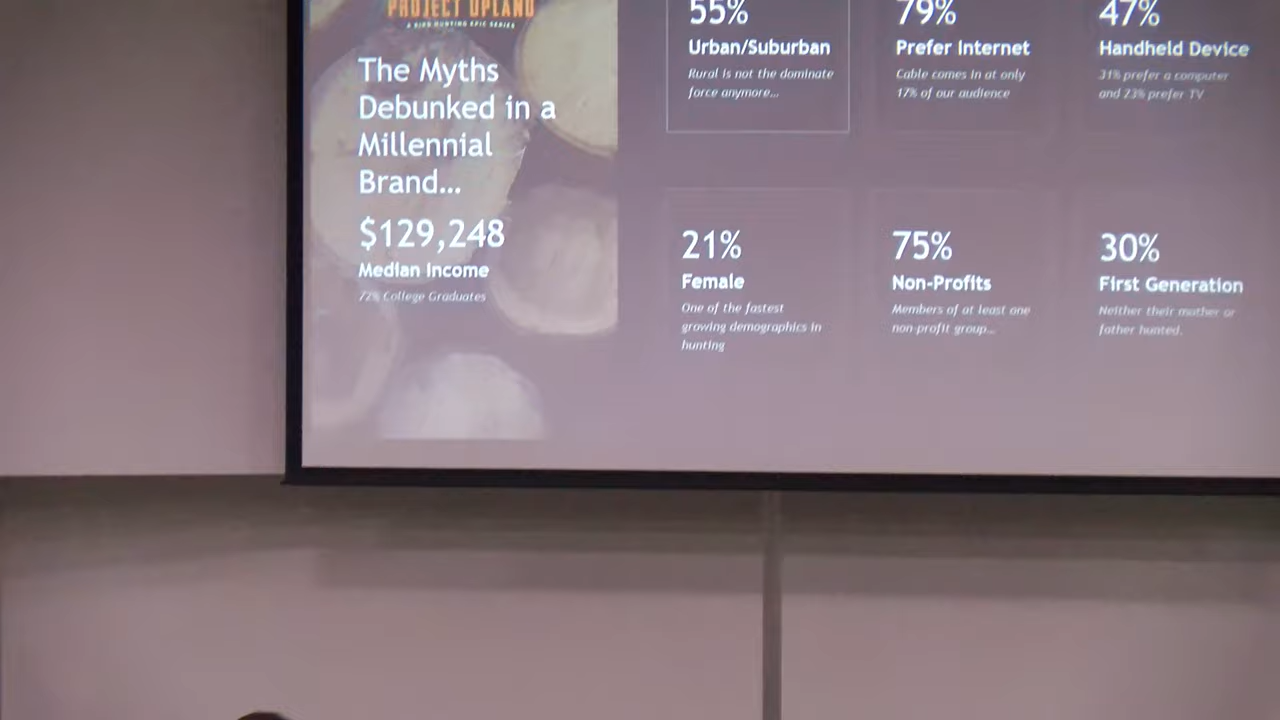 PROJECT UPLAND
A BIRD HUNTING EPIC SERIES
The Myths
Debunked in a
Millennial
Brand...
$129,248
Median Income
72% College Graduates
55%
Urban/Suburban
Rural is not the dominate
force anymore...
79%
Prefer Internet
Cable comes in at only
17% of our audience
47%
Handheld Device
31% prefer a computer
and 23% prefer TV
21%
Female
One of the fastest
growing demographics in
hunting
75%
Non-Profits
Members of at least one
non-profit group...
30%
First Generation
Neither their mother or
father hunted.